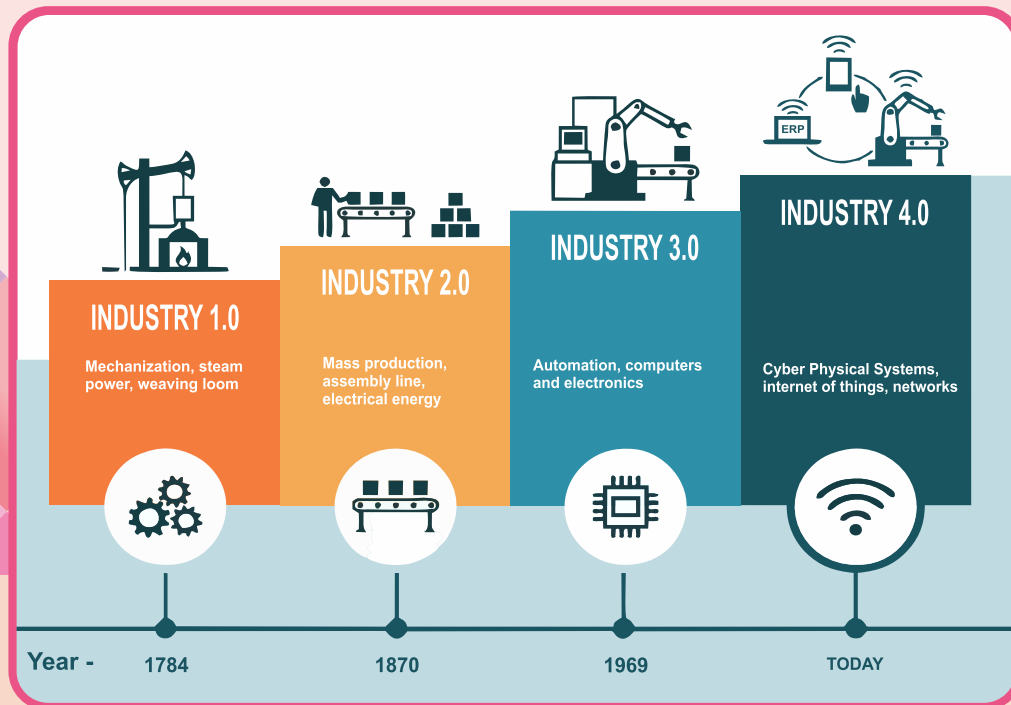 ERP
INDUSTRY 1.0
Mechanization, steam
power, weaving loom
INDUSTRY 2.0
Mass production,
assembly line,
electrical energy
INDUSTRY 3.0
Automation, computers
and electronics
INDUSTRY 4.0
Cyber Physical Systems,
internet of things, networks
Year - 1784 1870 1969 TODAY